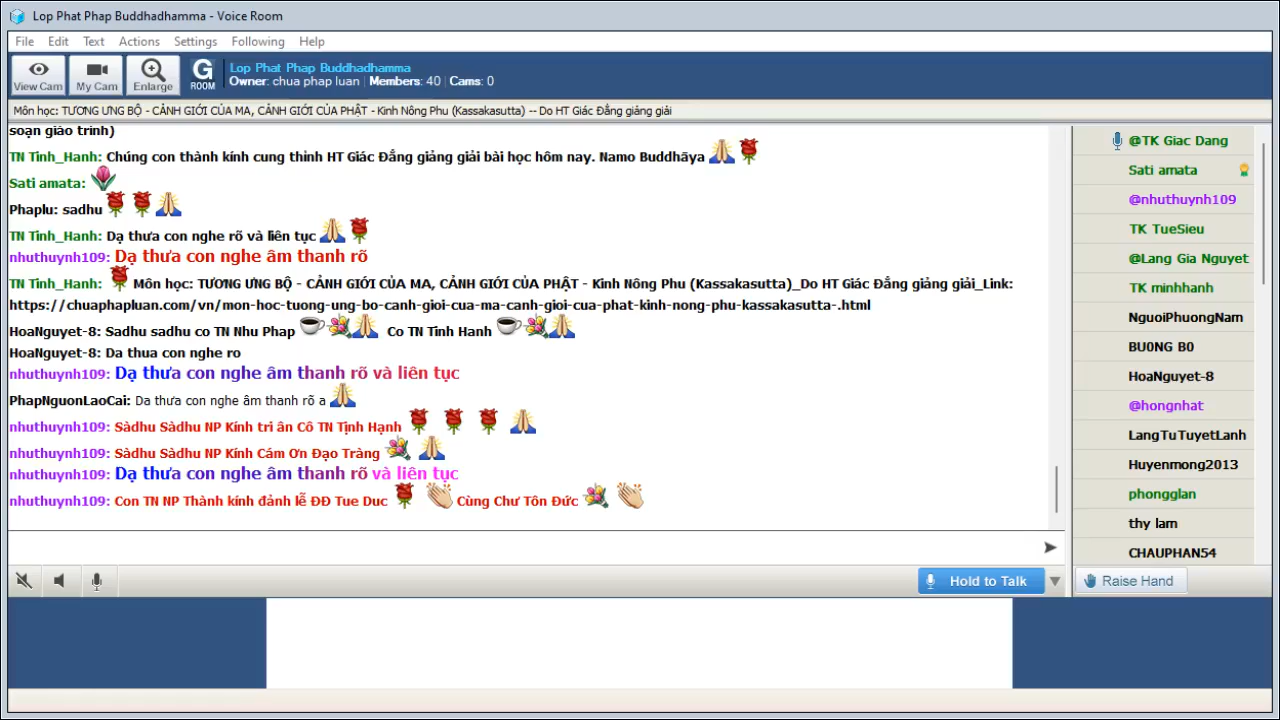 Lop Phat Phap Buddhadhamma - Voice Room
File Edit Text Actions Settings Following Help
View Cam My Cam Enlarge G ROOM
Lop Phat Phap Buddhadhamma
Owner: chua phap luan Members: 40 Cams: 0
Môn học: TƯƠNG ƯNG BỘ - CẢNH GIỚI CỦA MA, CẢNH GIỚI CỦA PHẬT - Kinh Nông Phu (Kassakasutta) -- Do HT Giác Đẳng giảng giải
soạn giáo trình)
TN Tinh_Hanh: Chúng con thành kính cung thỉnh HT Giác Đẳng giảng giải bài học hôm nay. Namo Buddhāya
Sati amata:
Phaplu: sadhu
TN Tinh_Hanh: Dạ thưa con nghe rõ và liên tục
nhuthuynh109: Dạ thưa con nghe âm thanh rõ
TN Tinh_Hanh: Môn học: TƯƠNG ƯNG BỘ - CẢNH GIỚI CỦA MA, CẢNH GIỚI CỦA PHẬT - Kinh Nông Phu (Kassakasutta)_Do HT Giác Đẳng giảng giải_Link:
https://chuaphapluan.com/vn/mon-hoc-tuong-ung-bo-canh-gioi-cua-ma-canh-gioi-cua-phat-kinh-nong-phu-kassakasutta-.html
HoaNguyet-8: Sadhu sadhu co TN Nhu Phap Co TN Tinh Hanh
HoaNguyet-8: Da thua con nghe ro
nhuthuynh109: Dạ thưa con nghe âm thanh rõ và liên tục
PhapNguonLaoCai: Da thưa con nghe âm thanh rõ a
nhuthuynh109: Sàdhu Sàdhu NP Kính tri ân Cô TN Tịnh Hạnh
nhuthuynh109: Sàdhu Sàdhu NP Kính Cám Ơn Đạo Tràng
nhuthuynh109: Dạ thưa con nghe âm thanh rõ và liên tục
nhuthuynh109: Con TN NP Thành kính đảnh lễ ĐĐ Tue Duc Cùng Chư Tôn Đức
@TK Giac Dang
Sati amata
@nhuthuynh109
TK TueSieu
@Lang Gia Nguyet
TK minhhanh
NguoiPhuongNam
BU0NG B0
HoaNguyet-8
@hongnhat
LangTuTuyetLanh
Huyenmong2013
phongglan
thy lam
CHAUPHAN54
Hold to Talk
Raise Hand